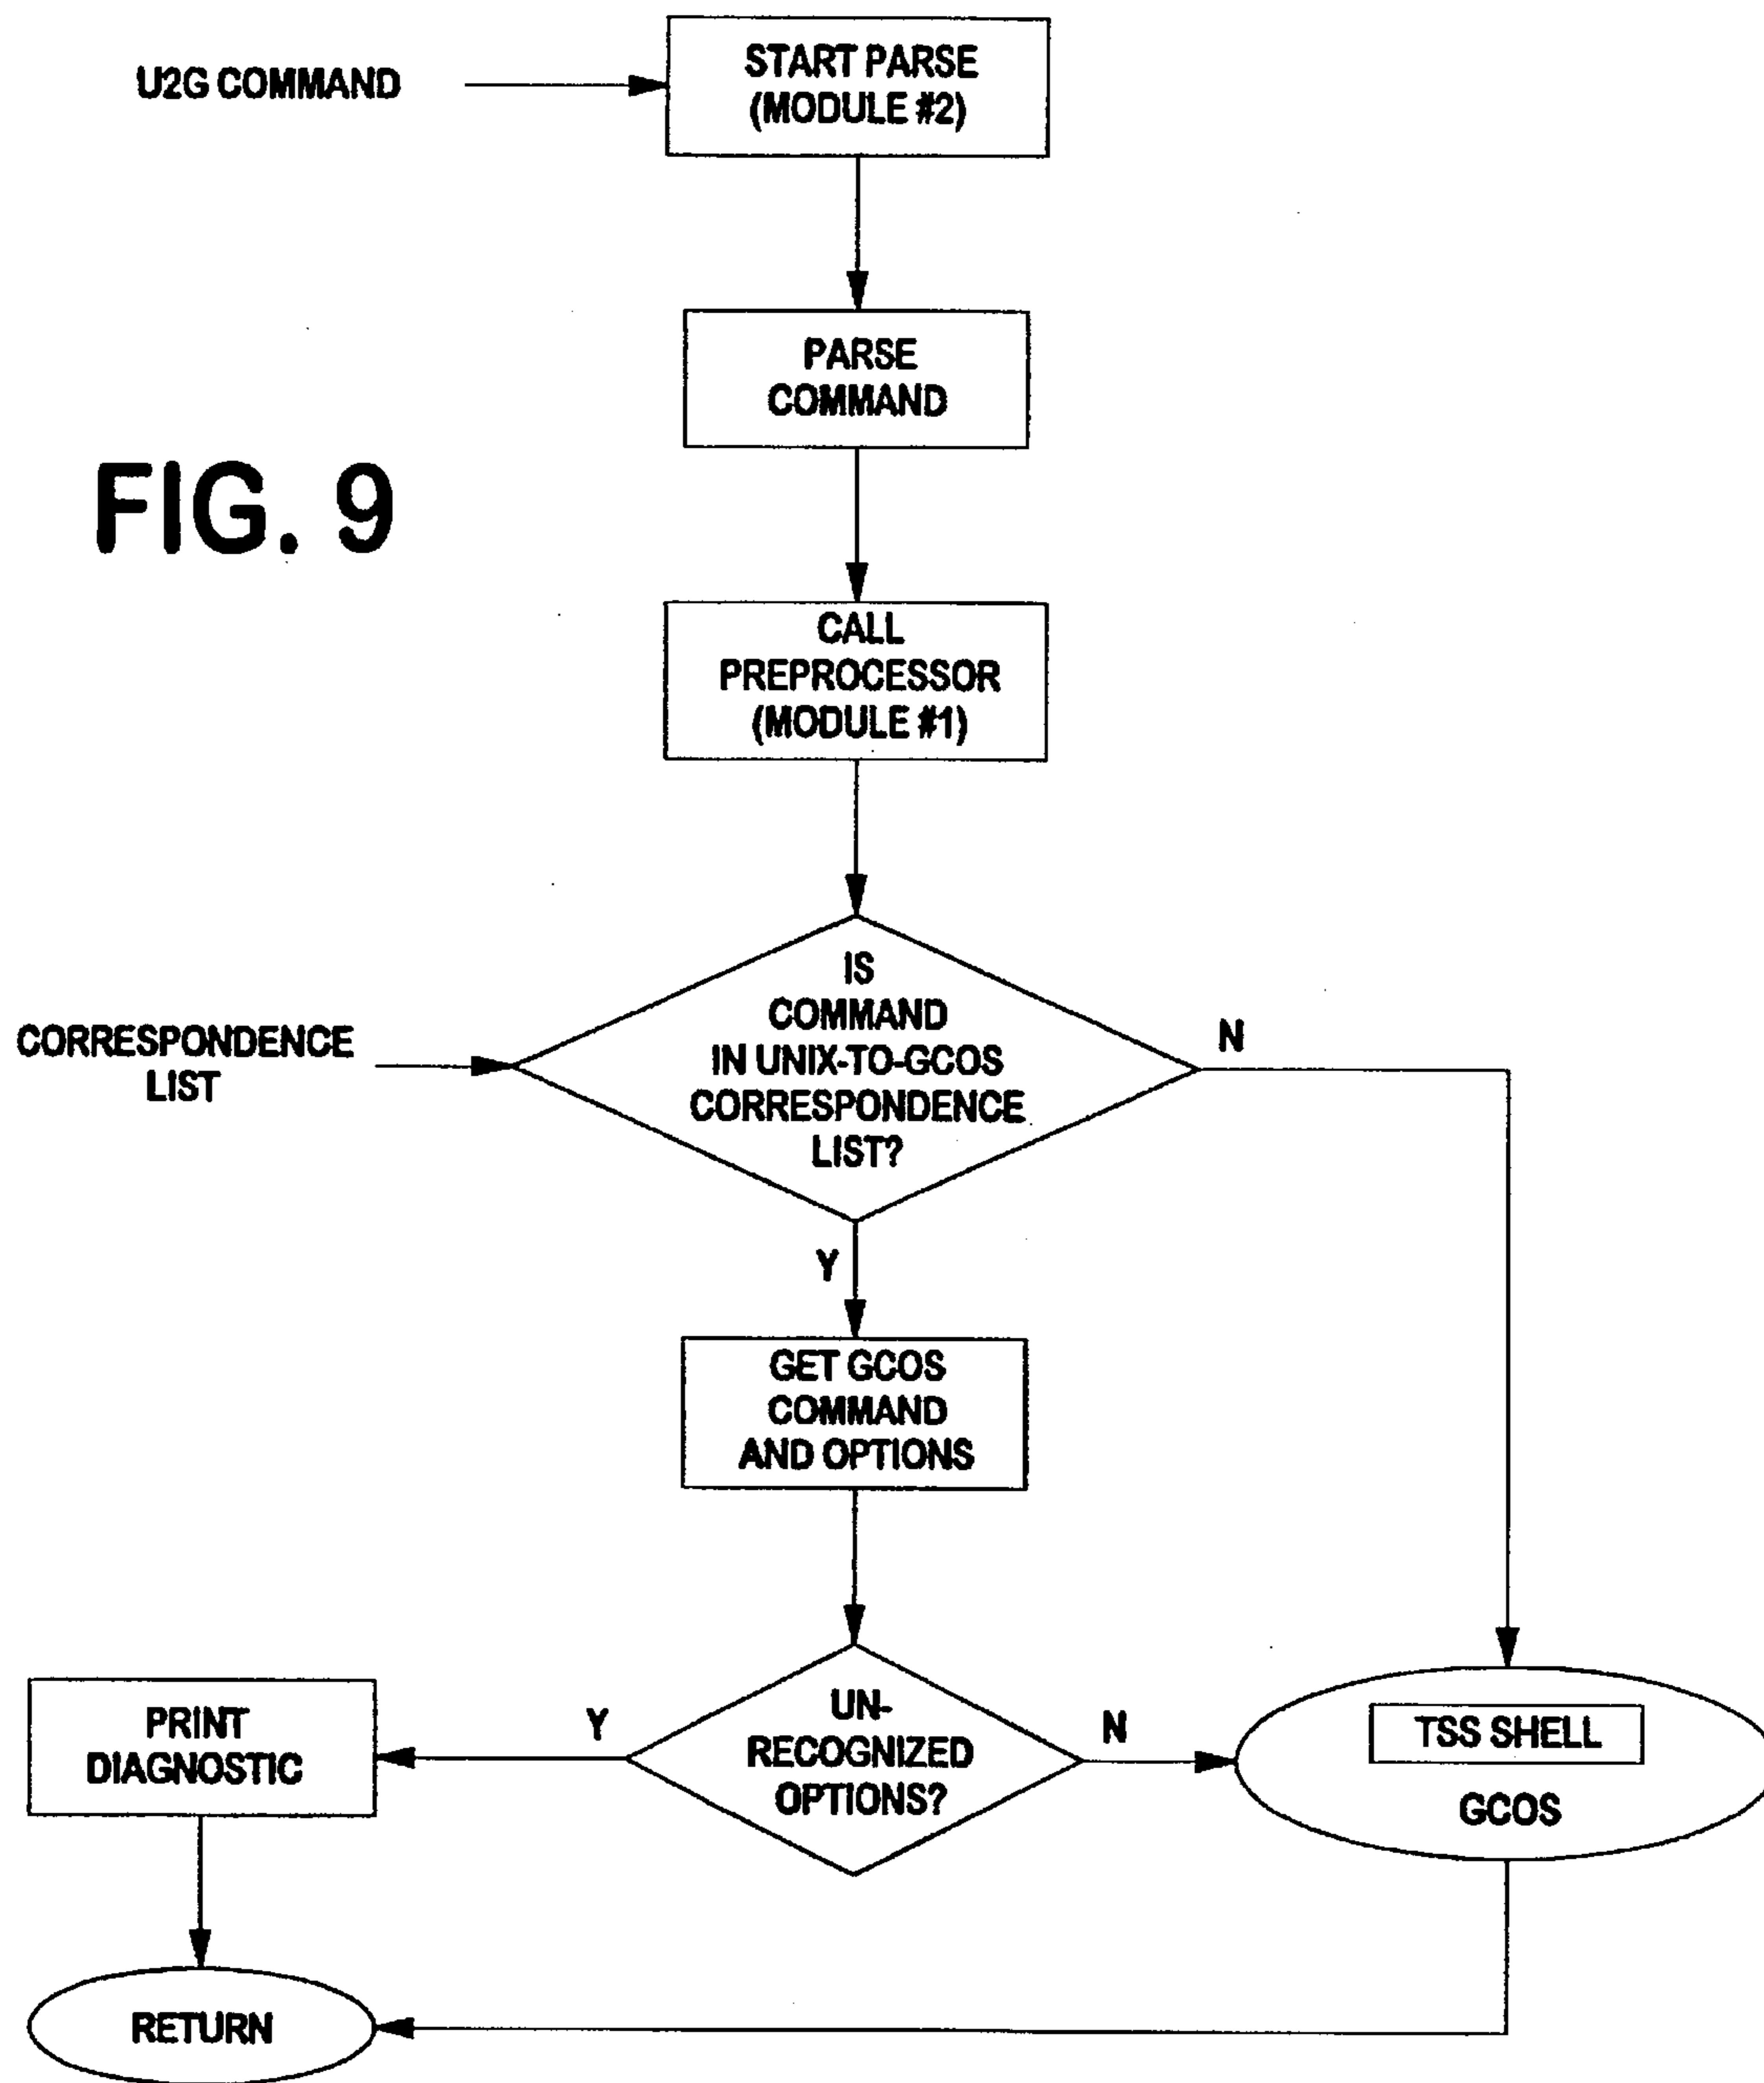 U2G COMMAND
START PARSE
(MODULE #2)
PARSE
COMMAND
FIG. 9
CALL
PREPROCESSOR
(MODULE #1)
CORRESPONDENCE
LIST
IS
COMMAND
IN UNIX-TO-GCOS
CORRESPONDENCE
LIST?
N
Y
GET GCOS
COMMAND
AND OPTIONS
PRINT
DIAGNOSTIC
Y
UN-
RECOGNIZED
OPTIONS?
N
TSS SHELL
GCOS
RETURN